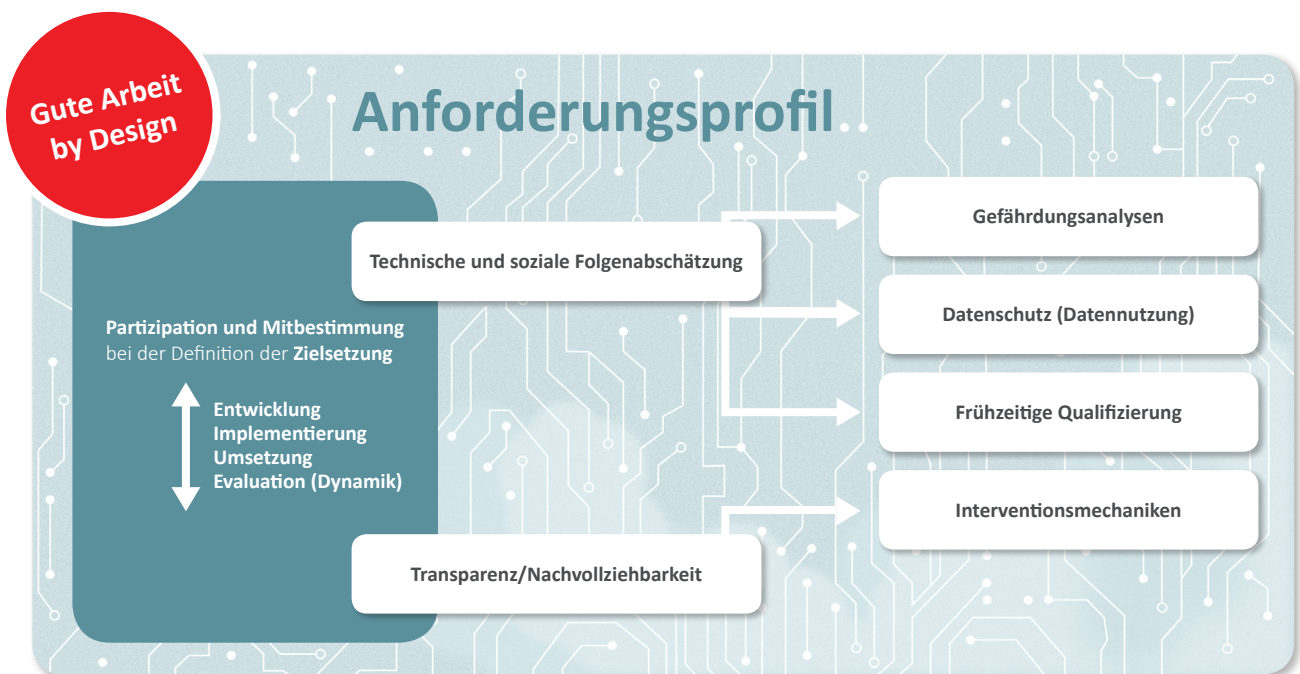 Gute Arbeit
by Design
Anforderungsprofil
Technische und soziale Folgenabschätzung
Partizipation und Mitbestimmung
bei der Definition der Zielsetzung
Entwicklung
Implementierung
Umsetzung
Evaluation (Dynamik)
Transparenz/Nachvollziehbarkeit
Gefährdungsanalysen
Datenschutz (Datennutzung)
Frühzeitige Qualifizierung
Interventionsmechaniken